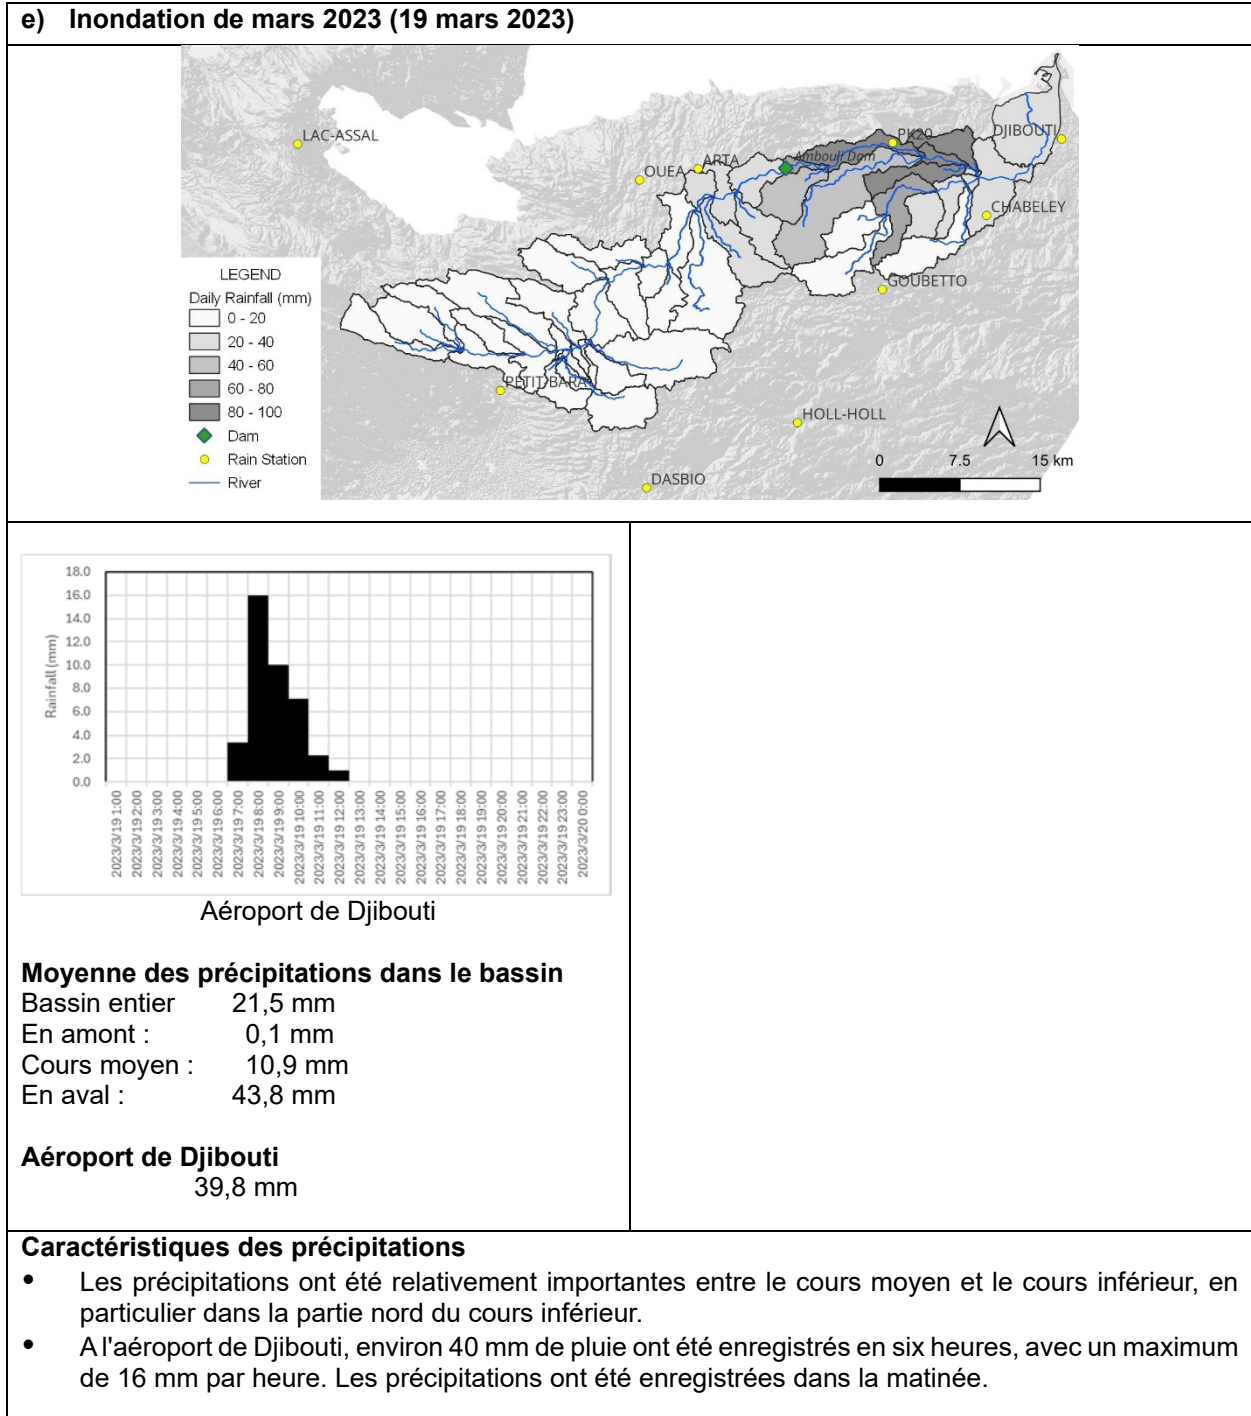 e) Inondation de mars 2023 (19 mars 2023)
LAC-ASSAL
OUEA
ARTA
Ambouli Dam
PK20
DJIBOUTI
CHABELEY
GOUBETTO
PETIT-BARA
HOLL-HOLL
DASBIO
LEGEND
Daily Rainfall (mm)
0 - 20
20 - 40
40 - 60
60 - 80
80 - 100
Dam
Rain Station
River
0 7.5 15 km
18.0
16.0
14.0
12.0
10.0
8.0
6.0
4.0
2.0
0.0
Rainfall (mm)
2023/3/19 1:00
2023/3/19 2:00
2023/3/19 3:00
2023/3/19 4:00
2023/3/19 5:00
2023/3/19 6:00
2023/3/19 7:00
2023/3/19 8:00
2023/3/19 9:00
2023/3/19 10:00
2023/3/19 11:00
2023/3/19 12:00
2023/3/19 13:00
2023/3/19 14:00
2023/3/19 15:00
2023/3/19 16:00
2023/3/19 17:00
2023/3/19 18:00
2023/3/19 19:00
2023/3/19 20:00
2023/3/19 21:00
2023/3/19 22:00
2023/3/19 23:00
2023/3/20 0:00
Aéroport de Djibouti
Moyenne des précipitations dans le bassin
Bassin entier 21,5 mm
En amont : 0,1 mm
Cours moyen : 10,9 mm
En aval : 43,8 mm
Aéroport de Djibouti
39,8 mm
Caractéristiques des précipitations
• Les précipitations ont été relativement importantes entre le cours moyen et le cours inférieur, en
particulier dans la partie nord du cours inférieur.
• A l'aéroport de Djibouti, environ 40 mm de pluie ont été enregistrés en six heures, avec un maximum
de 16 mm par heure. Les précipitations ont été enregistrées dans la matinée.